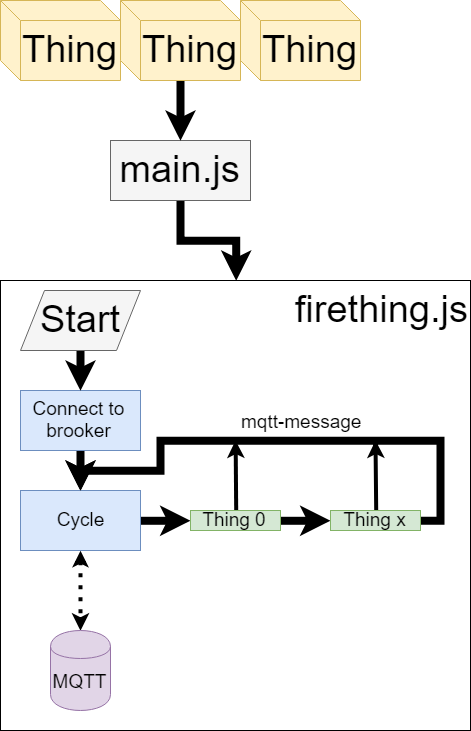 Thing Thing Thing
main.js
firething.js
Start
Connect to
brooker
mqtt-message
Cycle
Thing 0
Thing x
MQTT